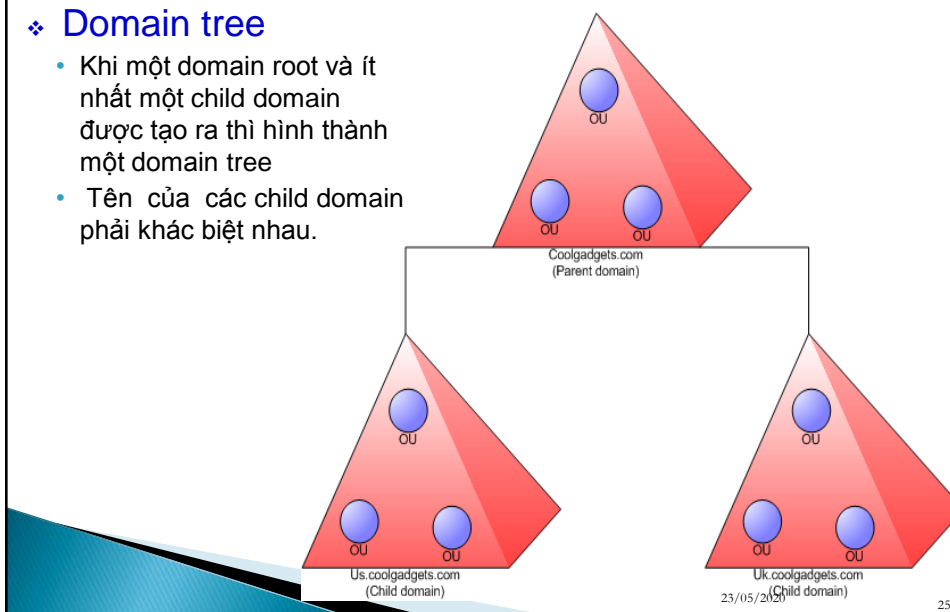 ❖ Domain tree
• Khi một domain root và ít
nhất một child domain
được tạo ra thì hình thành
một domain tree
• Tên của các child domain
phải khác biệt nhau.
OU
OU
OU
Coolgadgets.com
(Parent domain)
OU
OU
OU
Us.coolgadgets.com
(Child domain)
OU
OU
OU
Uk.coolgadgets.com
(Child domain)
23/05/2020
25